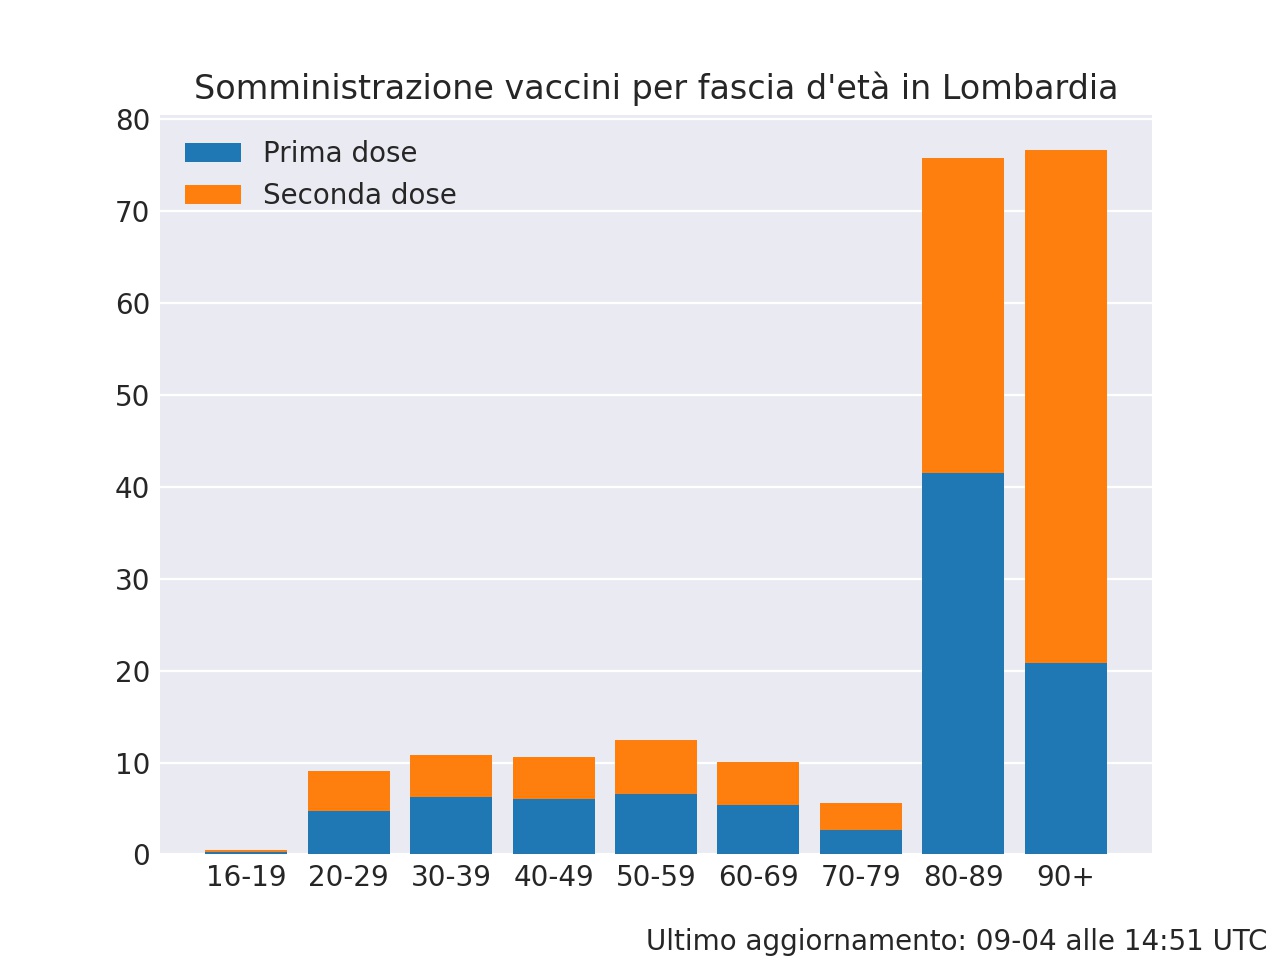 Somministrazione vaccini per fascia d'età in Lombardia
80
Prima dose
Seconda dose
70
60
50
40
30
20
10
0
16-19 20-29 30-39 40-49 50-59 60-69 70-79 80-89 90+
Ultimo aggiornamento: 09-04 alle 14:51 UTC